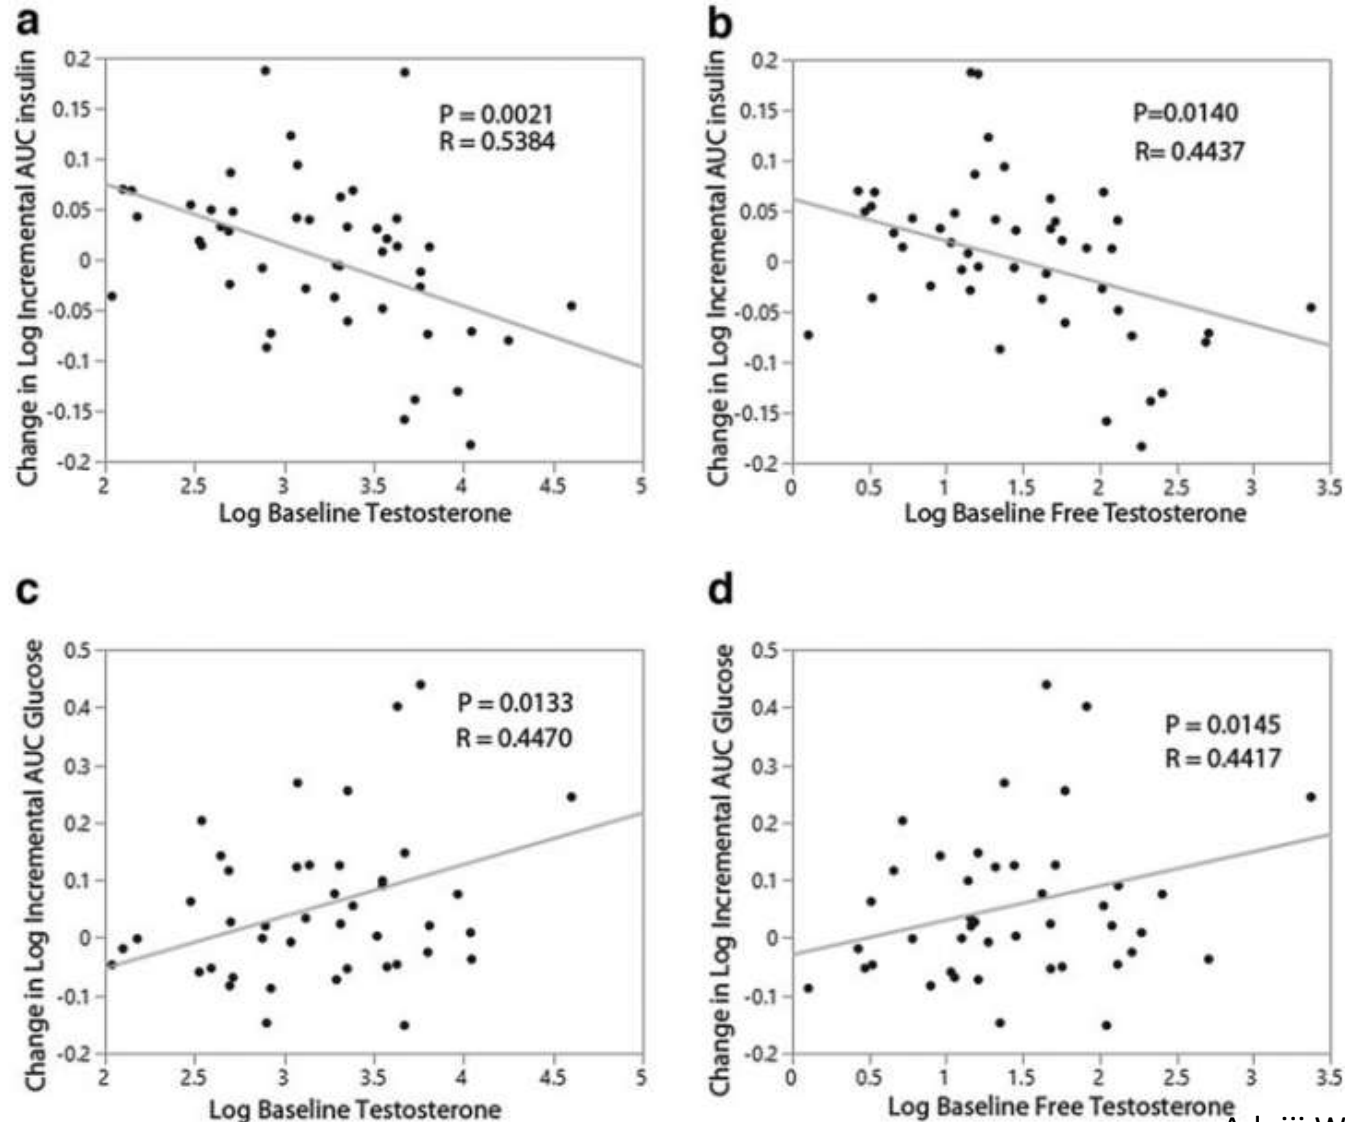 a
Change in Log Incremental AUC insulin
0.2
0.15
0.1
0.05
0
-0.05
-0.1
-0.15
-0.2
P = 0.0021
R = 0.5384
2 2.5 3 3.5 4 4.5 5
Log Baseline Testosterone
b
Change in Log Incremental AUC insulin
0.2
0.15
0.1
0.05
0
-0.05
-0.1
-0.15
-0.2
P=0.0140
R= 0.4437
0 0.5 1 1.5 2 2.5 3 3.5
Log Baseline Free Testosterone
c
Change in Log Incremental AUC Glucose
0.5
0.4
0.3
0.2
0.1
0
-0.1
-0.2
P = 0.0133
R = 0.4470
2 2.5 3 3.5 4 4.5 5
Log Baseline Testosterone
d
Change in Log Incremental AUC Glucose
0.5
0.4
0.3
0.2
0.1
0
-0.1
-0.2
P = 0.0145
R = 0.4417
0 0.5 1 1.5 2 2.5 3 3.5
Log Baseline Free Testosterone